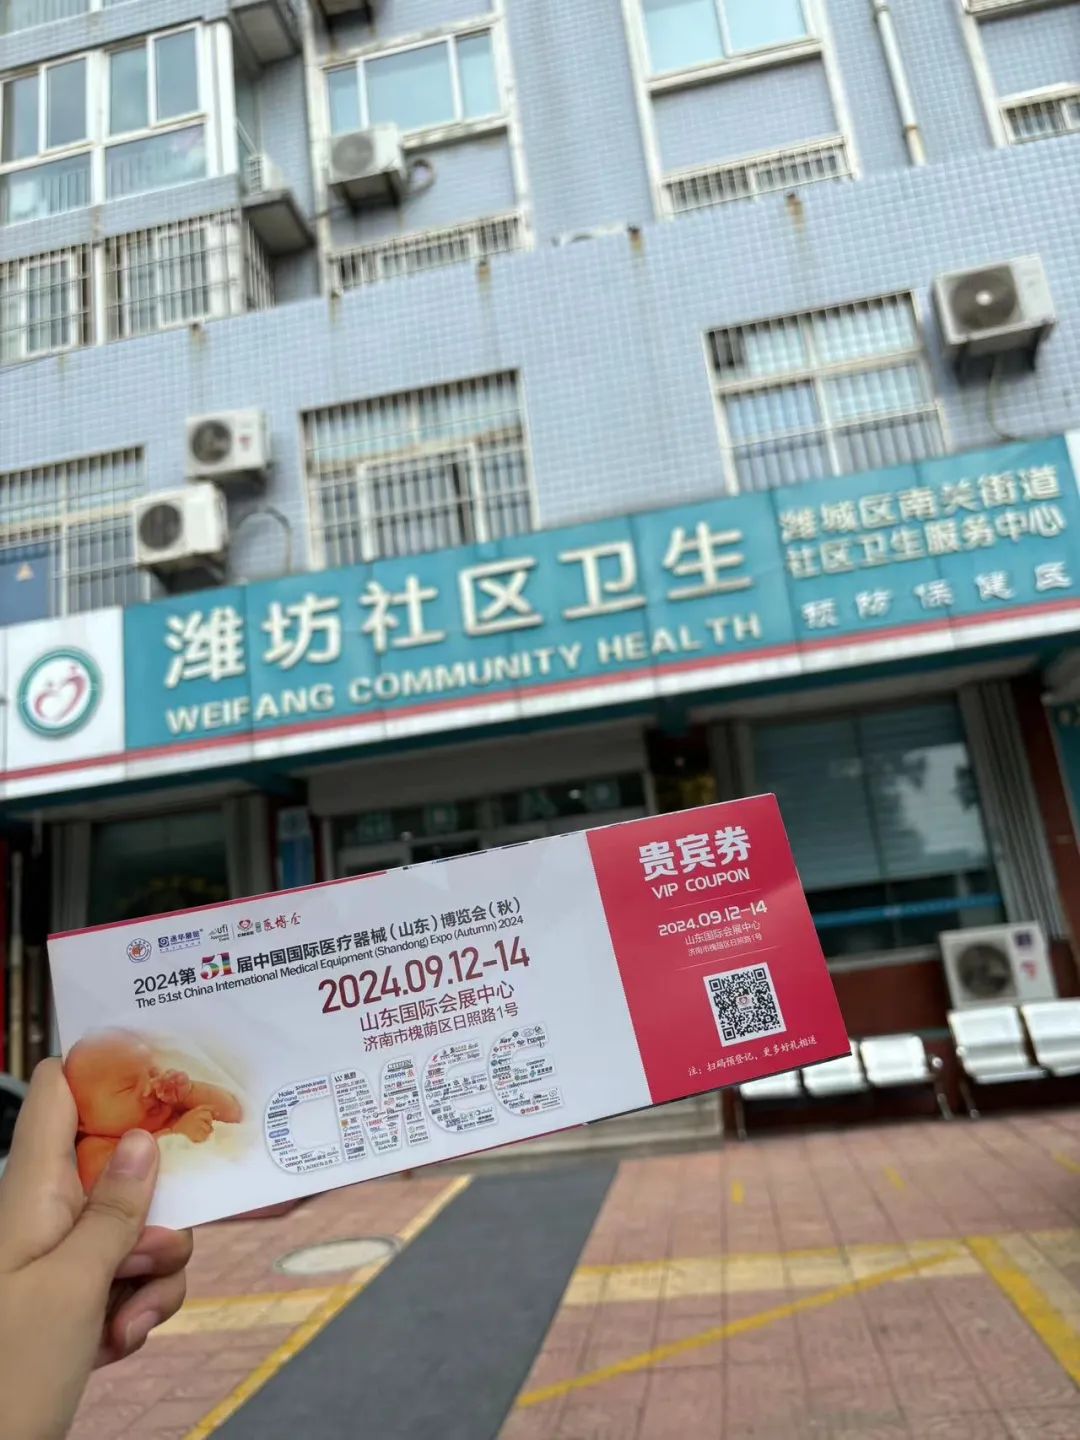 潍坊社区卫生
WEIFANG COMMUNITY HEALTH
潍城区南关街道
社区卫生服务中心
预防保健医
ufi
CMEE
医博会
2024第51届中国国际医疗器械(山东)博览会(秋)
The 51st China International Medical Equipment (Shandong) Expo (Autumn) 2024
2024.09.12-14
山东国际会展中心
济南市槐荫区日照路1号
贵宾券
VIP COUPON
2024.09.12-14
山东国际会展中心
济南市槐荫区日照路1号
注：扫码预登记，更多好礼相送